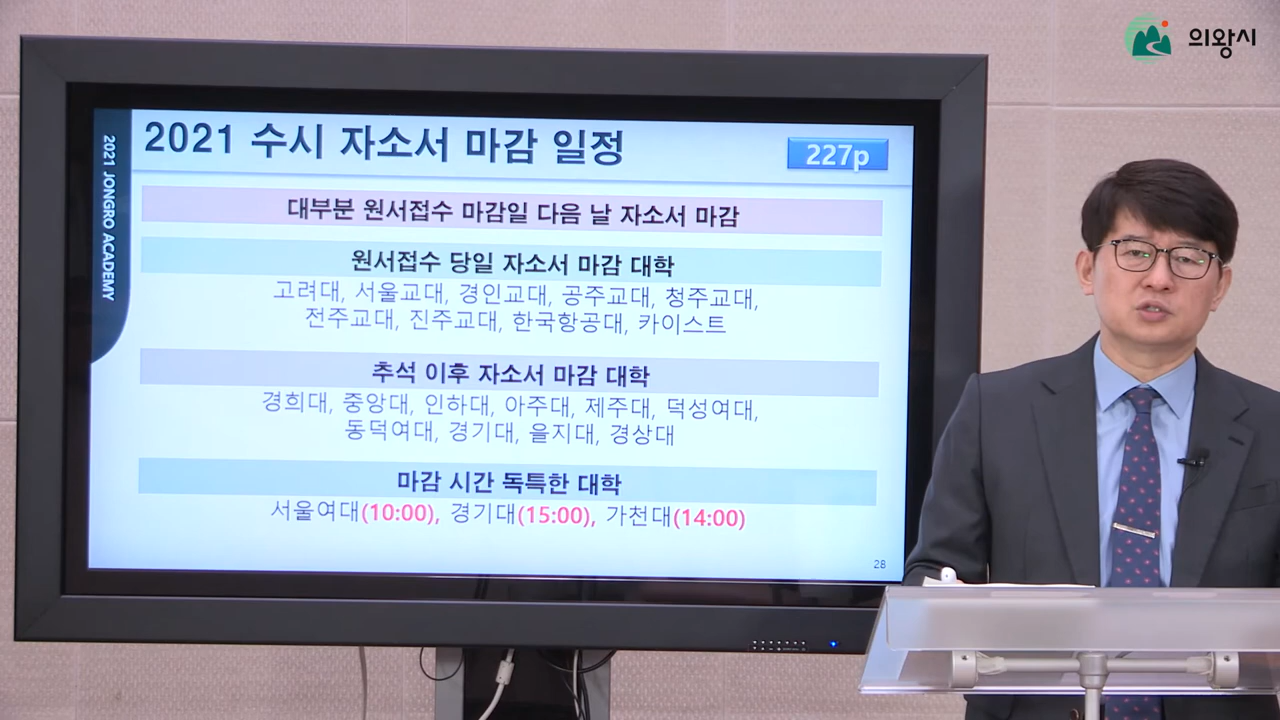 의왕시
2021 JONGRO ACADEMY
2021 수시 자소서 마감 일정
227p
대부분 원서접수 마감일 다음 날 자소서 마감
원서접수 당일 자소서 마감 대학
고려대, 서울교대, 경인교대, 공주교대, 청주교대,
전주교대, 진주교대, 한국항공대, 카이스트
추석 이후 자소서 마감 대학
경희대, 중앙대, 인하대, 아주대, 제주대, 덕성여대,
동덕여대, 경기대, 을지대, 경상대
마감 시간 독특한 대학
서울여대(10:00), 경기대(15:00), 가천대(14:00)
28